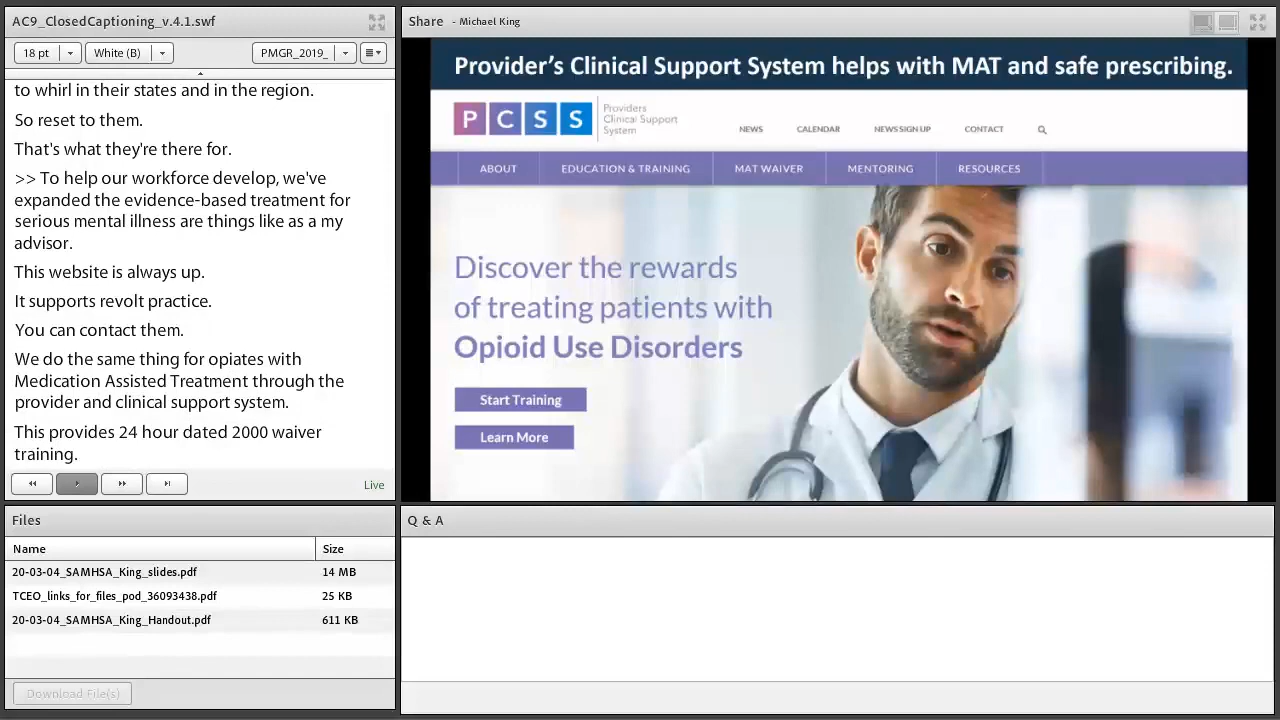 AC9_ClosedCaptioning_v.4.1.swf
18 pt
White (B)
PMGR_2019_
to whirl in their states and in the region.
So reset to them.
That's what they're there for.
>> To help our workforce develop, we've
expanded the evidence-based treatment for
serious mental illness are things like as a my
advisor.
This website is always up.
It supports revolt practice.
You can contact them.
We do the same thing for opiates with
Medication Assisted Treatment through the
provider and clinical support system.
This provides 24 hour dated 2000 waiver
training.
Live
Files
Name Size
20-03-04_SAMHSA_King_slides.pdf 14 MB
TCEO_links_for_files_pod_36093438.pdf 25 KB
20-03-04_SAMHSA_King_Handout.pdf 611 KB
Download File(s)
Share - Michael King
Provider's Clinical Support System helps with MAT and safe prescribing.
PCSS
Providers
Clinical Support
System
NEWS CALENDAR NEWS SIGN UP CONTACT
ABOUT EDUCATION & TRAINING MAT WAIVER MENTORING RESOURCES
Discover the rewards
of treating patients with
Opioid Use Disorders
Start Training
Learn More
Q & A